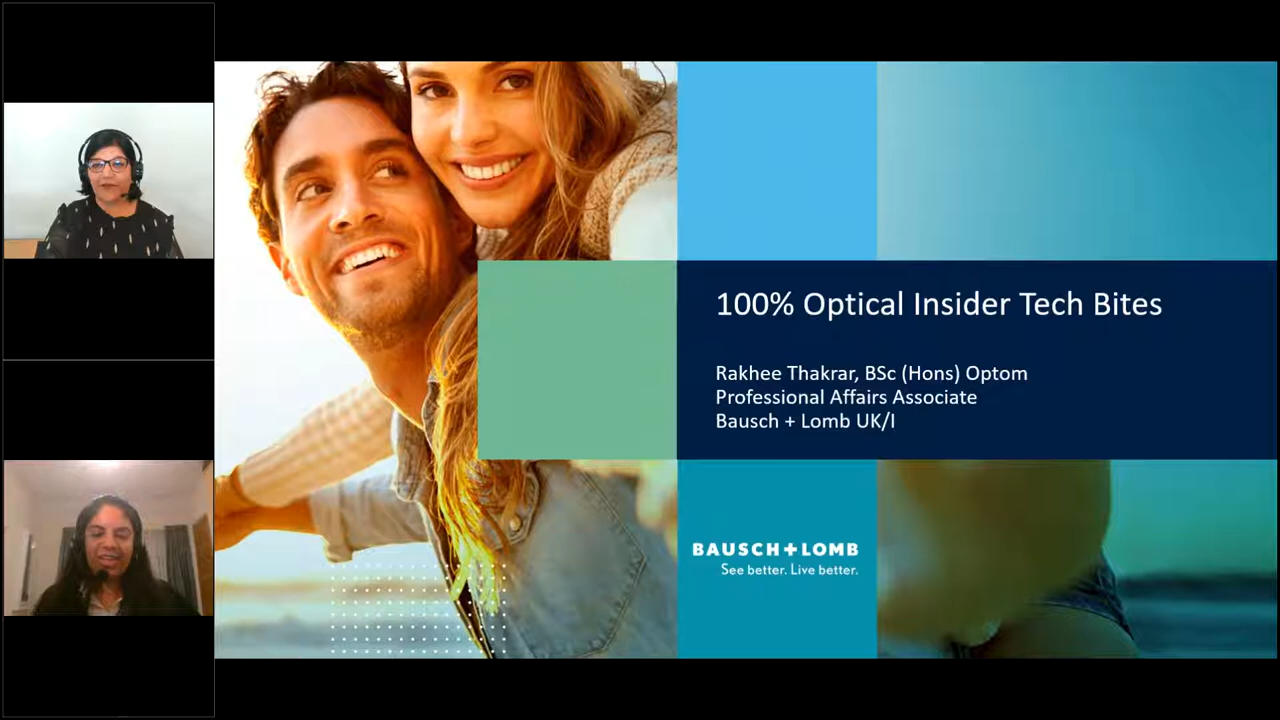 100% Optical Insider Tech Bites
Rakhee Thakrar, BSc (Hons) Optom
Professional Affairs Associate
Bausch + Lomb UK/I
BAUSCH+LOMB
See better. Live better.